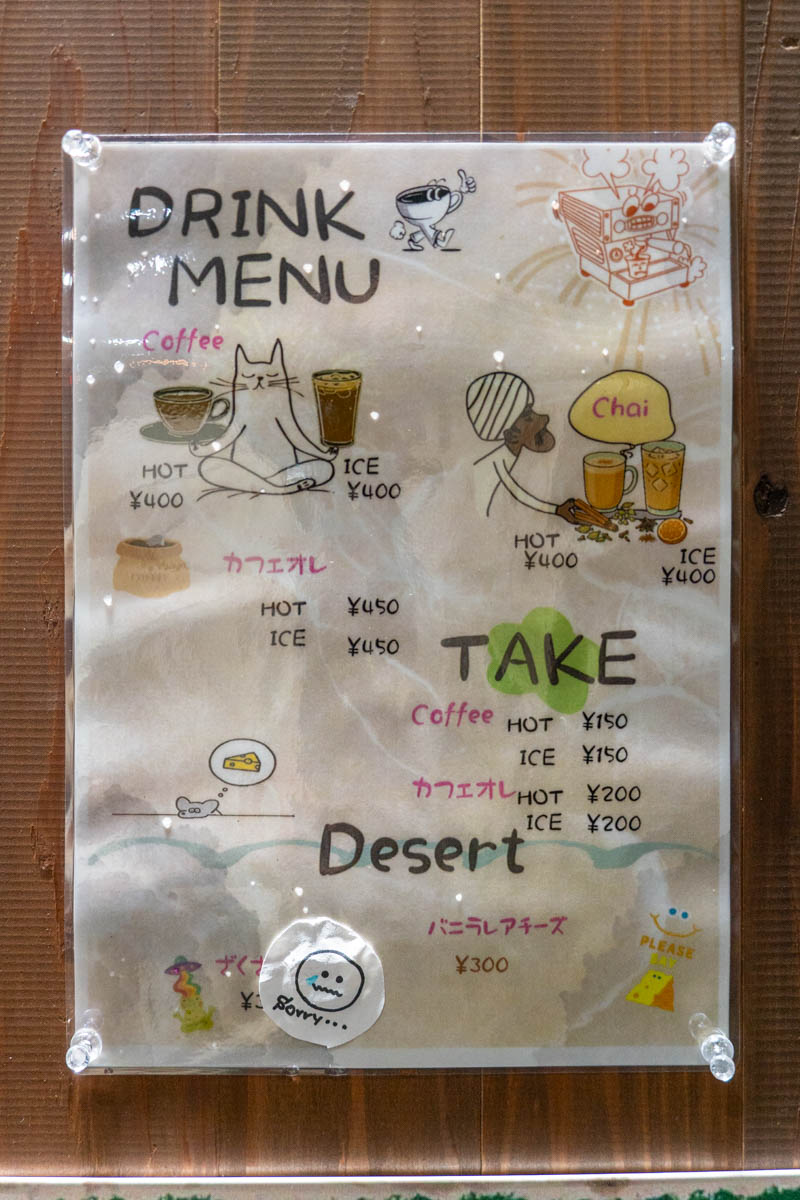 DRINK
MENU
Coffee
HOT
¥400
ICE
¥400
Chai
HOT
¥400
ICE
¥400
カフェオレ
HOT ¥450
ICE ¥450
TAKE
Coffee HOT ¥150
ICE ¥150
カフェオレ HOT ¥200
ICE ¥200
Desert
バニラレアチーズ
¥300
Sorry...
PLEASE